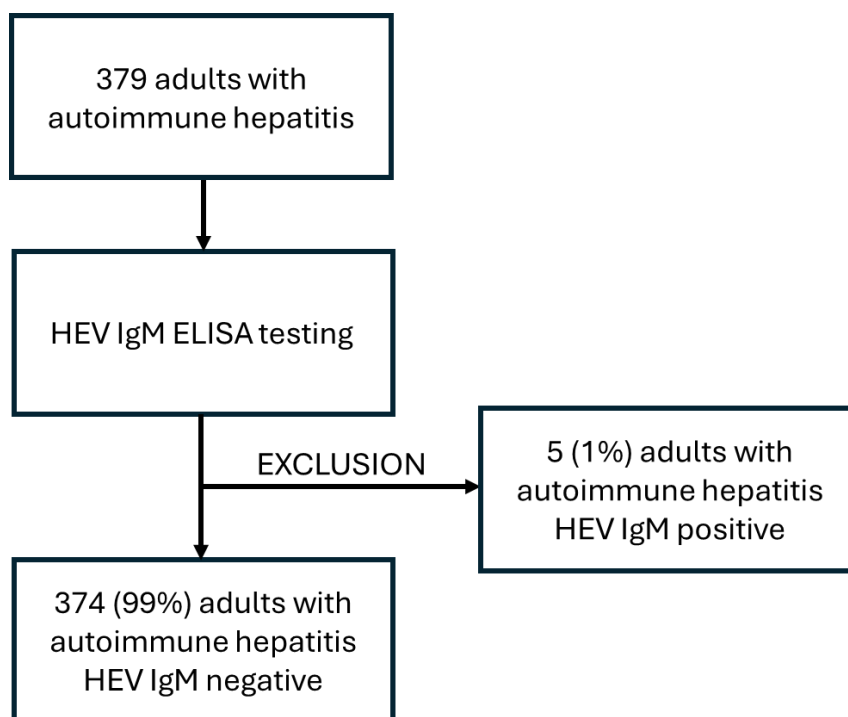 379 adults with
autoimmune hepatitis
HEV IgM ELISA testing
EXCLUSION
5 (1%) adults with
autoimmune hepatitis
HEV IgM positive
374 (99%) adults with
autoimmune hepatitis
HEV IgM negative